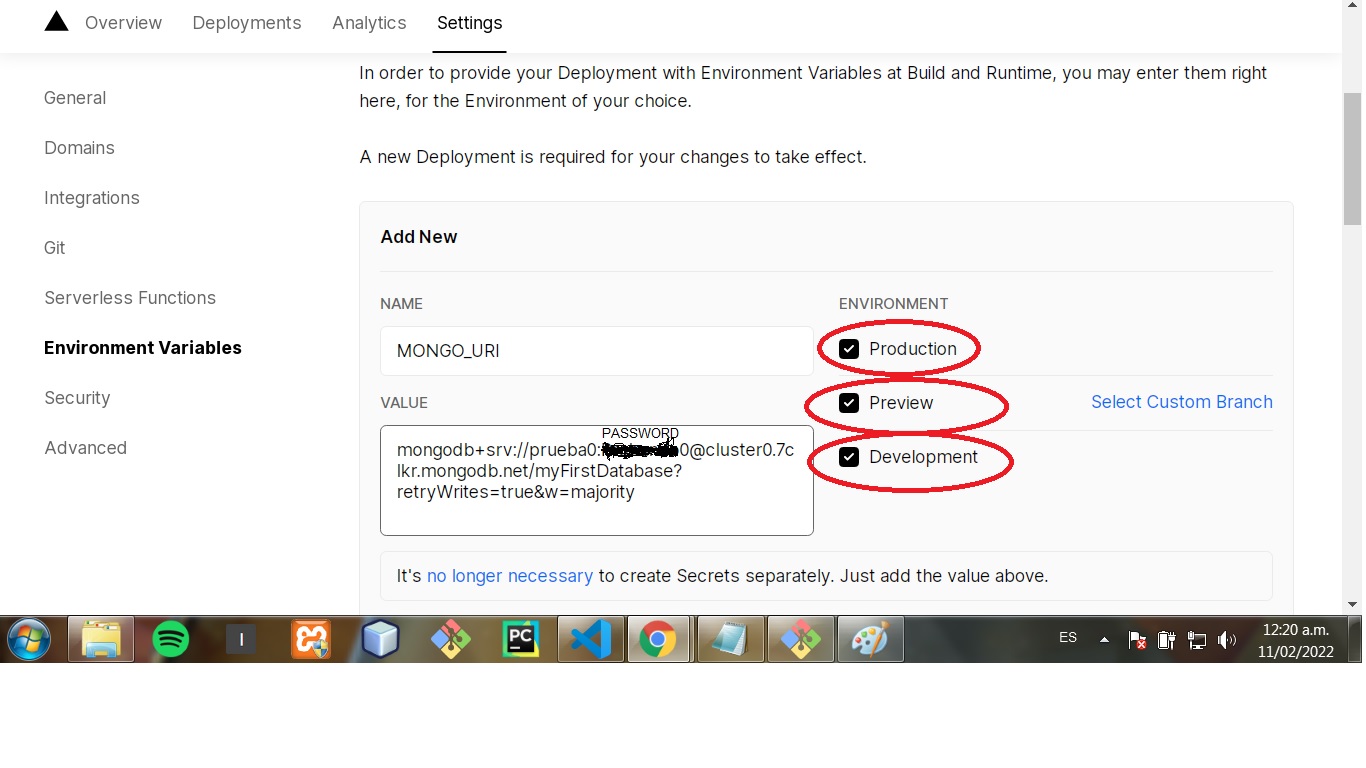 Overview Deployments Analytics Settings
In order to provide your Deployment with Environment Variables at Build and Runtime, you may enter them right
here, for the Environment of your choice.
A new Deployment is required for your changes to take effect.
General
Domains
Integrations
Git
Serverless Functions
Environment Variables
Security
Advanced
Add New
NAME
MONGO_URI
VALUE
PASSWORD
mongodb+srv://prueba0: 0@cluster0.7c
lkr.mongodb.net/myFirstDatabase?
retryWrites=true&w=majority
ENVIRONMENT
Production
Preview
Select Custom Branch
Development
It's no longer necessary to create Secrets separately. Just add the value above.
I
PC
ES
12:20 a.m.
11/02/2022